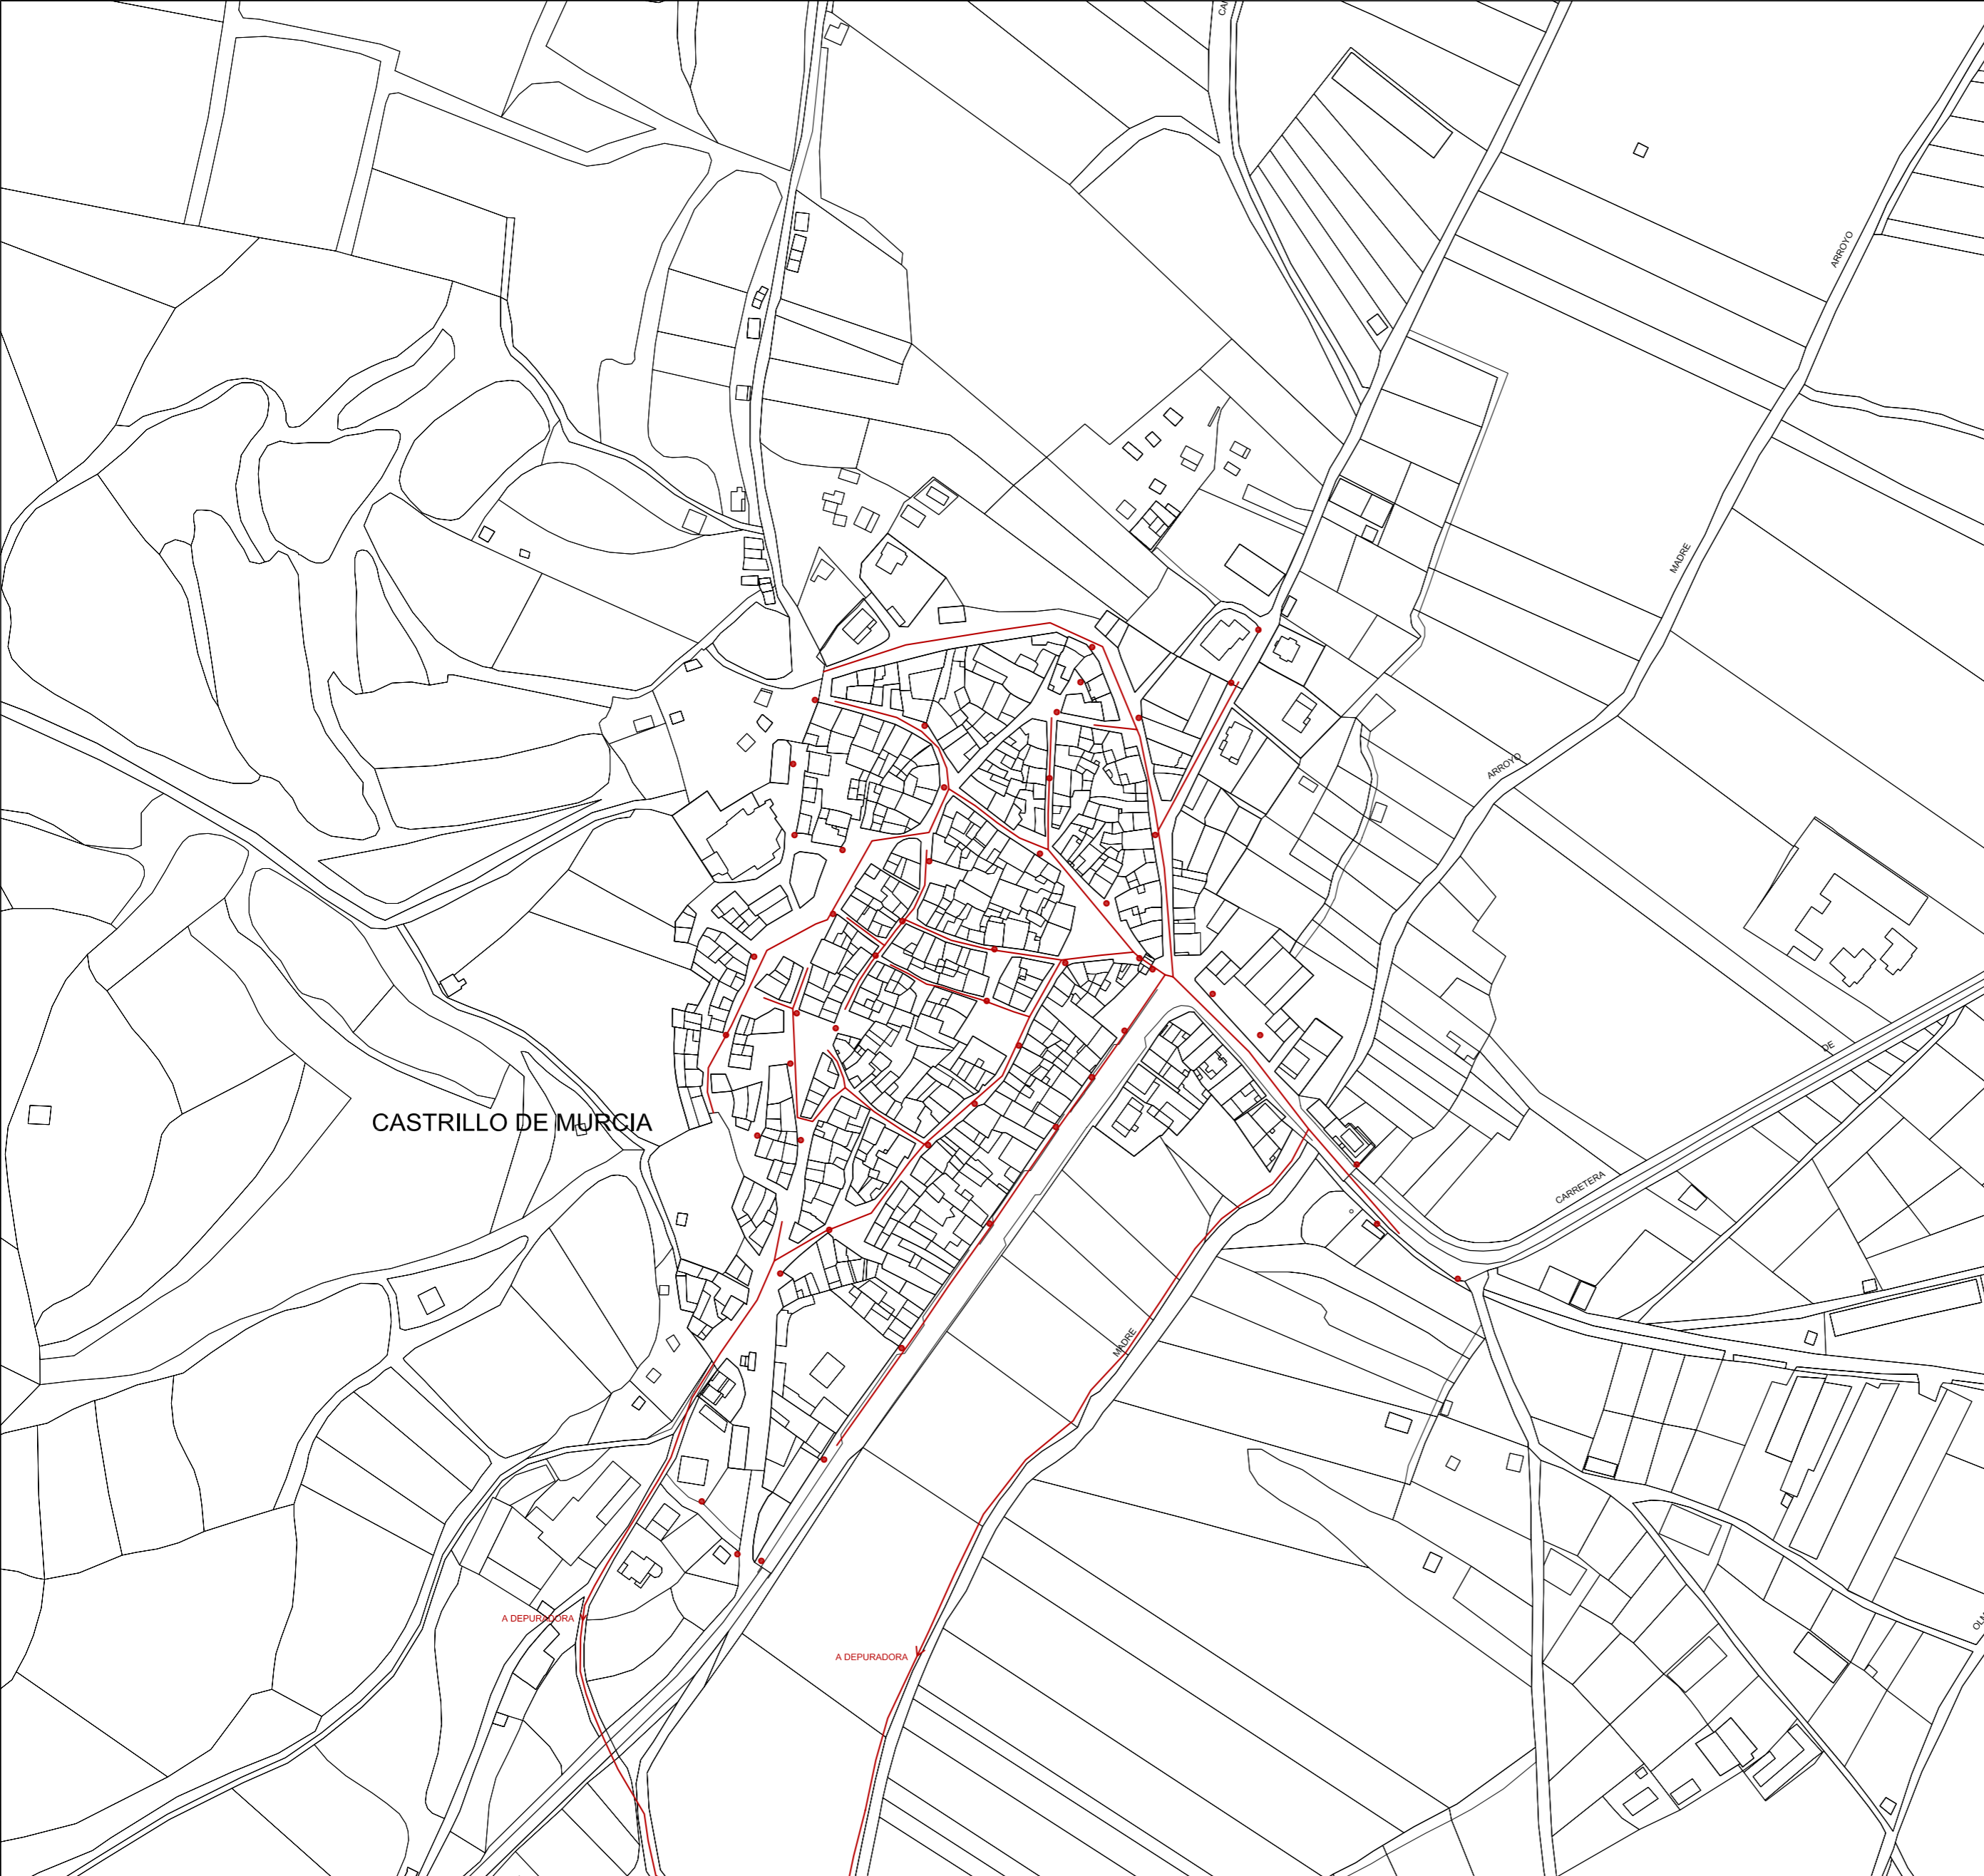 ARROYO
MADRE
ARROYO
DE
CASTRILLO DE MURCIA
CARRETERA
MADRE
A DEPURADORA
A DEPURADORA